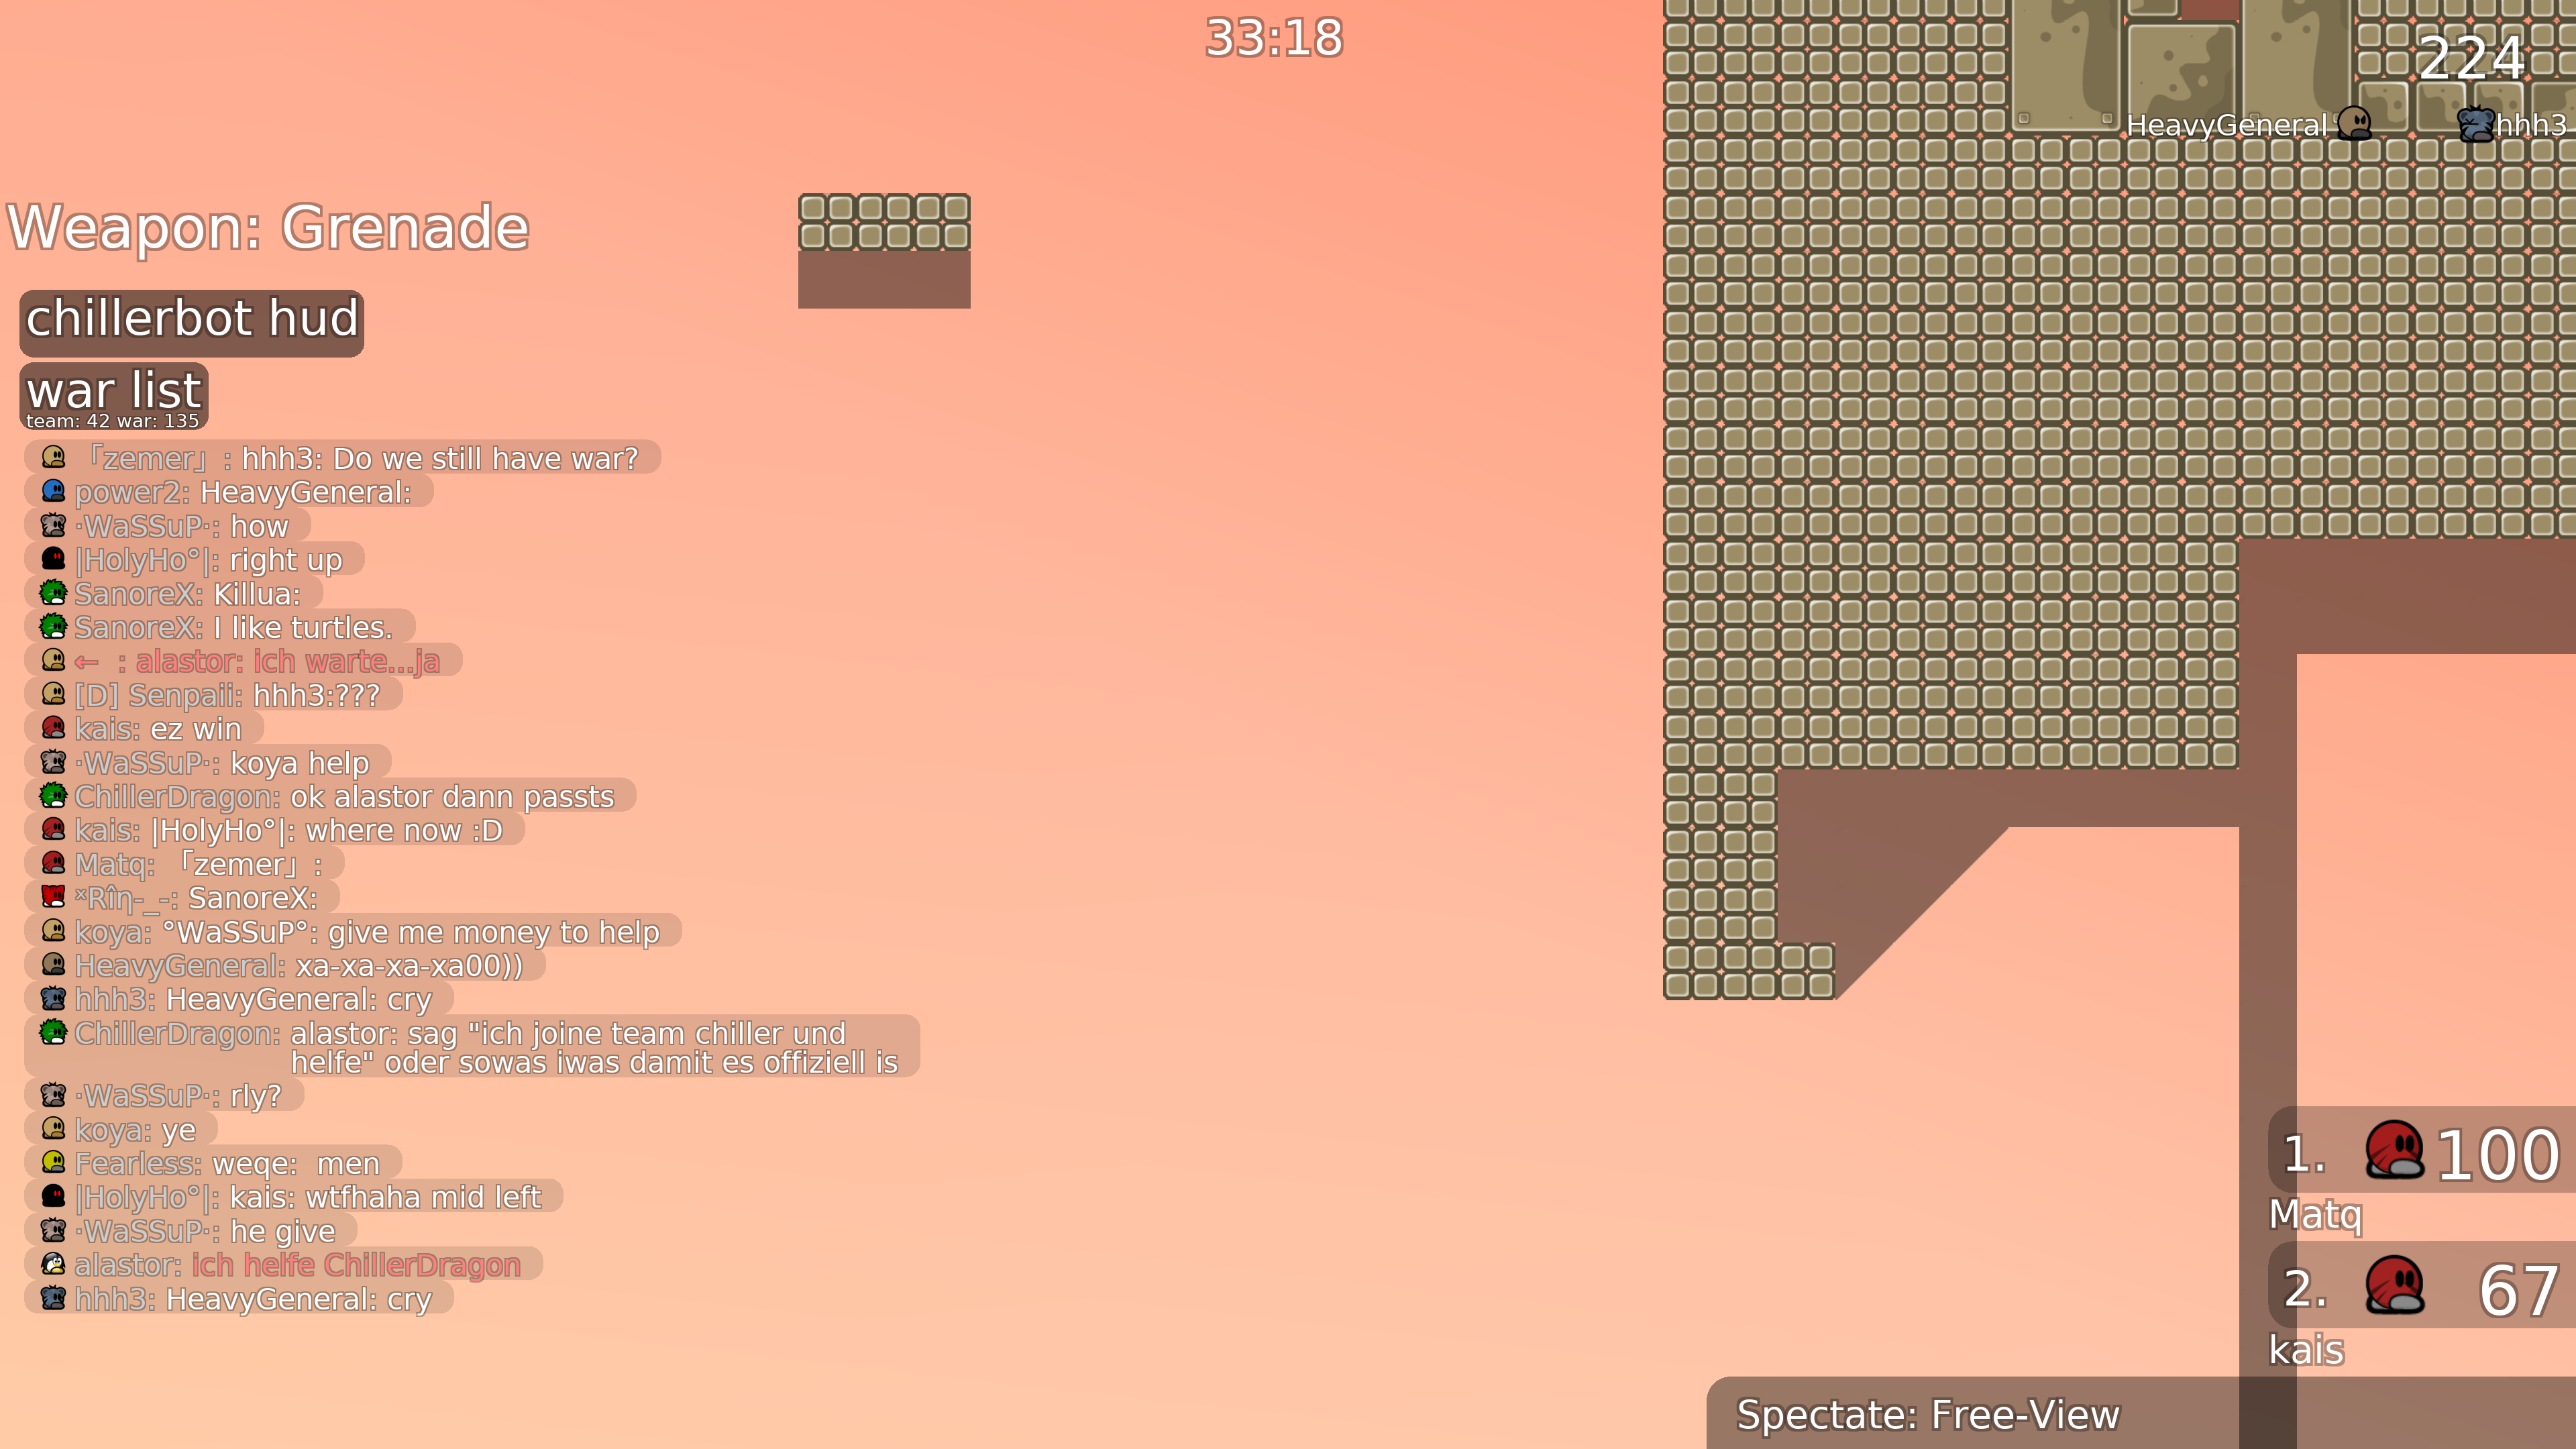 33:18
224
HeavyGeneral hhh3
Weapon: Grenade
chillerbot hud
war list
team: 42 war: 135
「zemer」: hhh3: Do we still have war?
power2: HeavyGeneral:
·WaSSuP·: how
|HolyHo°|: right up
SanoreX: Killua:
SanoreX: I like turtles.
← : alastor: ich warte...ja
[D] Senpaii: hhh3:???
kais: ez win
·WaSSuP·: koya help
ChillerDragon: ok alastor dann passts
kais: |HolyHo°|: where now :D
Matq: 「zemer」:
SanoreX:
koya: °WaSSuP°: give me money to help
HeavyGeneral: xa-xa-xa-xa00))
hhh3: HeavyGeneral: cry
ChillerDragon: alastor: sag "ich joine team chiller und
helfe" oder sowas iwas damit es offiziell is
·WaSSuP·: rly?
koya: ye
Fearless: weqe: men
|HolyHo°|: kais: wtfhaha mid left
·WaSSuP·: he give
alastor: ich helfe ChillerDragon
hhh3: HeavyGeneral: cry
1. 100
Matq
2. 67
kais
Spectate: Free-View